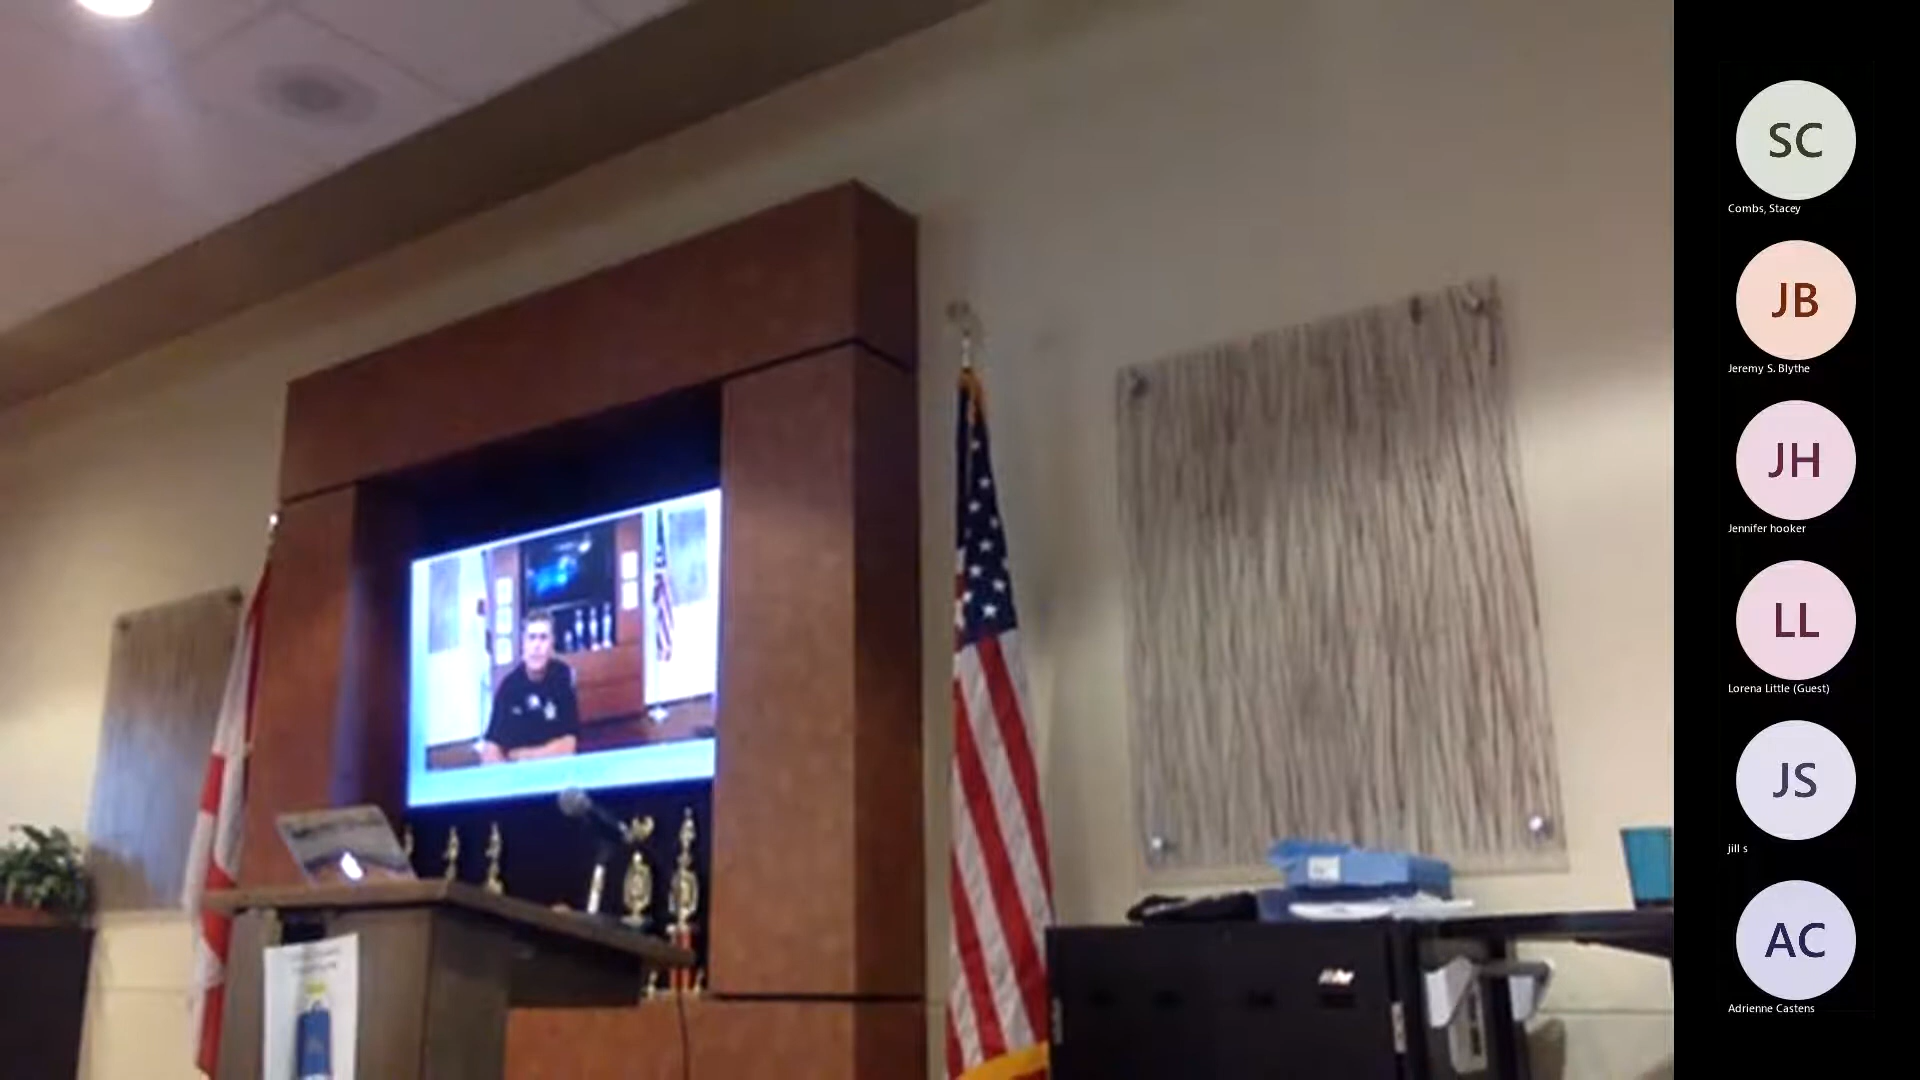 SC
Combs, Stacey
JB
Jeremy S. Blythe
JH
Jennifer hooker
LL
Lorena Little (Guest)
JS
jill s
AC
Adrienne Castens